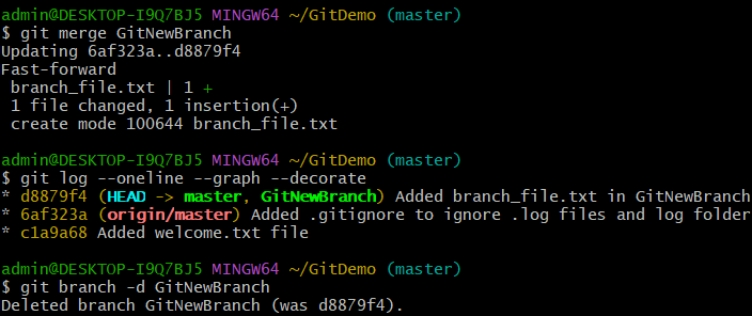 admin@DESKTOP-I9Q7BJ5 MINGW64 ~/GitDemo (master)
$ git merge GitNewBranch
Updating 6af323a..d8879f4
Fast-forward
 branch_file.txt | 1 +
 1 file changed, 1 insertion(+)
 create mode 100644 branch_file.txt

admin@DESKTOP-I9Q7BJ5 MINGW64 ~/GitDemo (master)
$ git log --oneline --graph --decorate
* d8879f4 (HEAD -> master, GitNewBranch) Added branch_file.txt in GitNewBranch
* 6af323a (origin/master) Added .gitignore to ignore .log files and log folder
* c1a9a68 Added welcome.txt file

admin@DESKTOP-I9Q7BJ5 MINGW64 ~/GitDemo (master)
$ git branch -d GitNewBranch
Deleted branch GitNewBranch (was d8879f4).